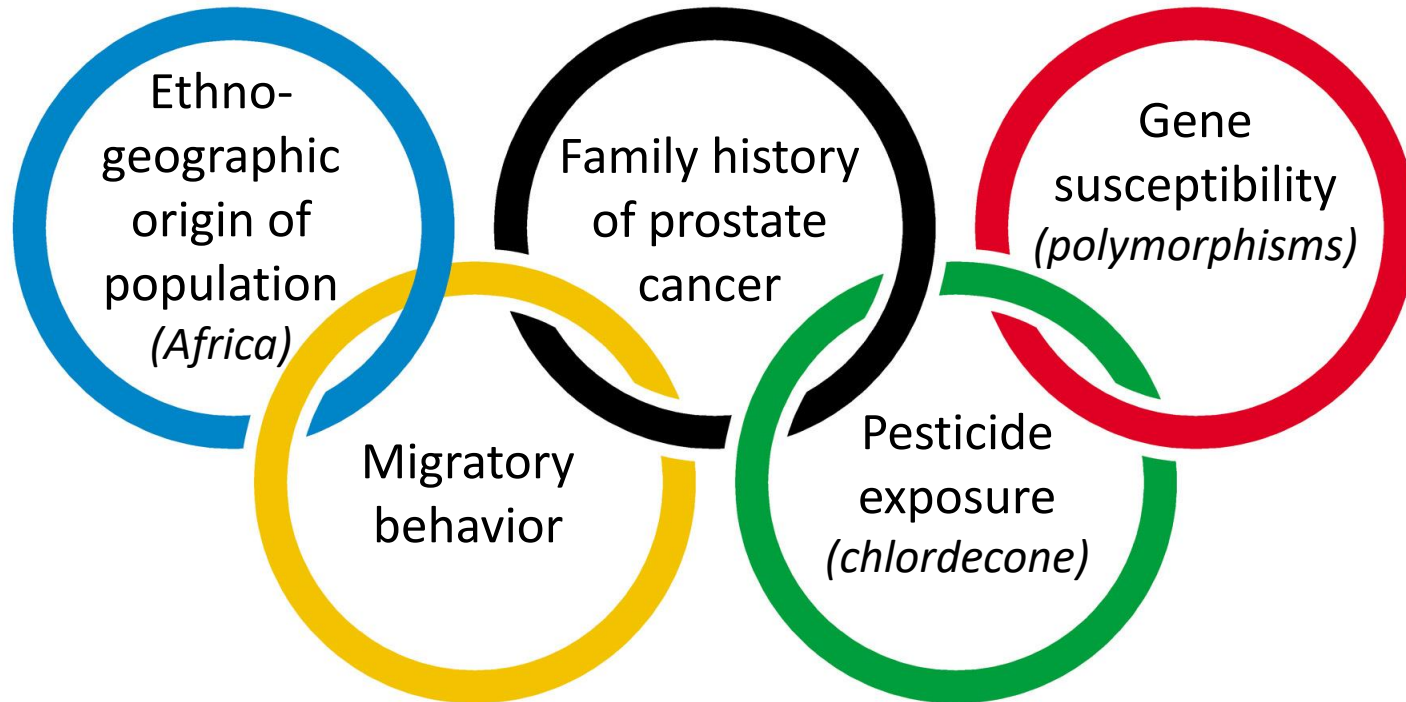 Ethno-
geographic
origin of
population
(Africa)
Family history
of prostate
cancer
Gene
susceptibility
(polymorphisms)
Migratory
behavior
Pesticide
exposure
(chlordecone)